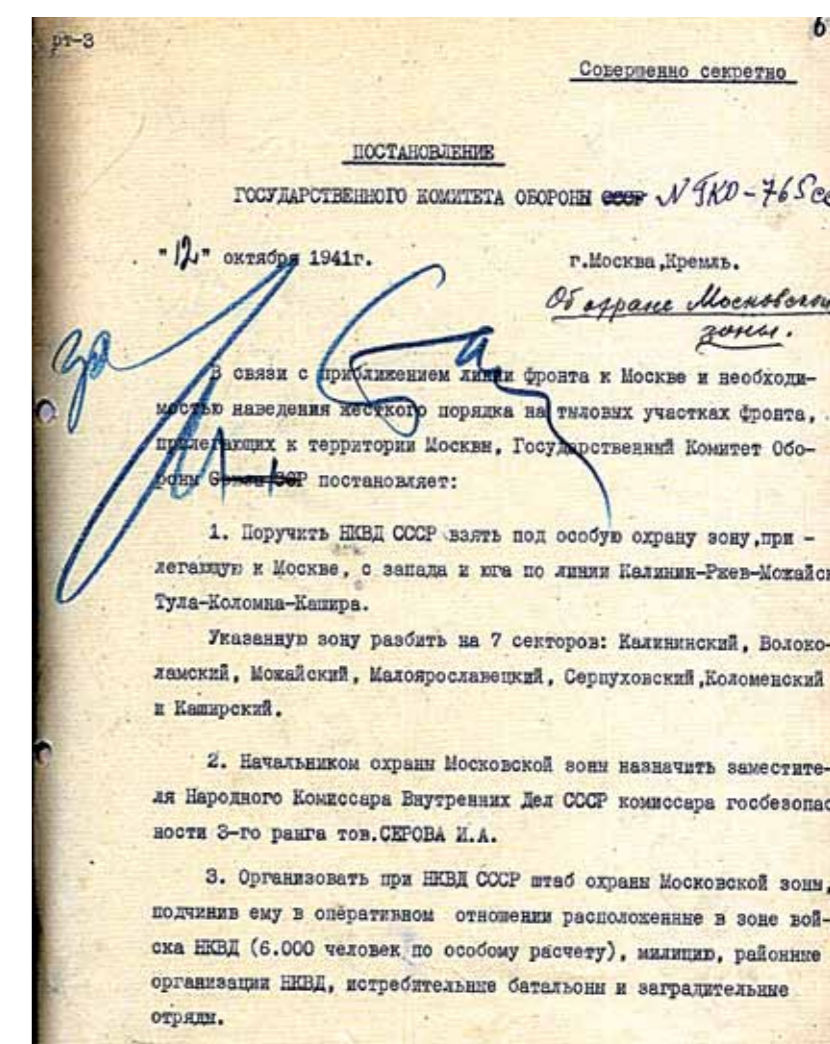 рт-3
6
Совершенно секретно
ПОСТАНОВЛЕНИЕ
ГОСУДАРСТВЕННОГО КОМИТЕТА ОБОРОНЫ СССР № ГКО-765сс
"12" октября 1941г. г.Москва,Кремль.
Об охране Московской
зоны.
за
В связи с приближением линии фронта к Москве и необходи-
мостью наведения жесткого порядка на тыловых участках фронта,
прилегающих к территории Москвы, Государственный Комитет Обо-
роны Союза ССР постановляет:
1. Поручить НКВД СССР взять под особую охрану зону,при -
легающую к Москве, с запада и юга по линии Калинин-Ржев-Можайск
Тула-Коломна-Кашира.
Указанную зону разбить на 7 секторов: Калининский, Волоко-
ламский, Можайский, Малоярославецкий, Серпуховский,Коломенский
и Каширский.
2. Начальником охраны Московской зоны назначить заместите-
ля Народного Комиссара Внутренних Дел СССР комиссара госбезопас
ности 3-го ранга тов.СЕРОВА И.А.
3. Организовать при НКВД СССР штаб охраны Московской зоны,
подчинив ему в оперативном отношении расположенные в зоне вой-
ска НКВД (6.000 человек по особому расчету), милицию, районные
организации НКВД, истребительные батальоны и заградительные
отряды.